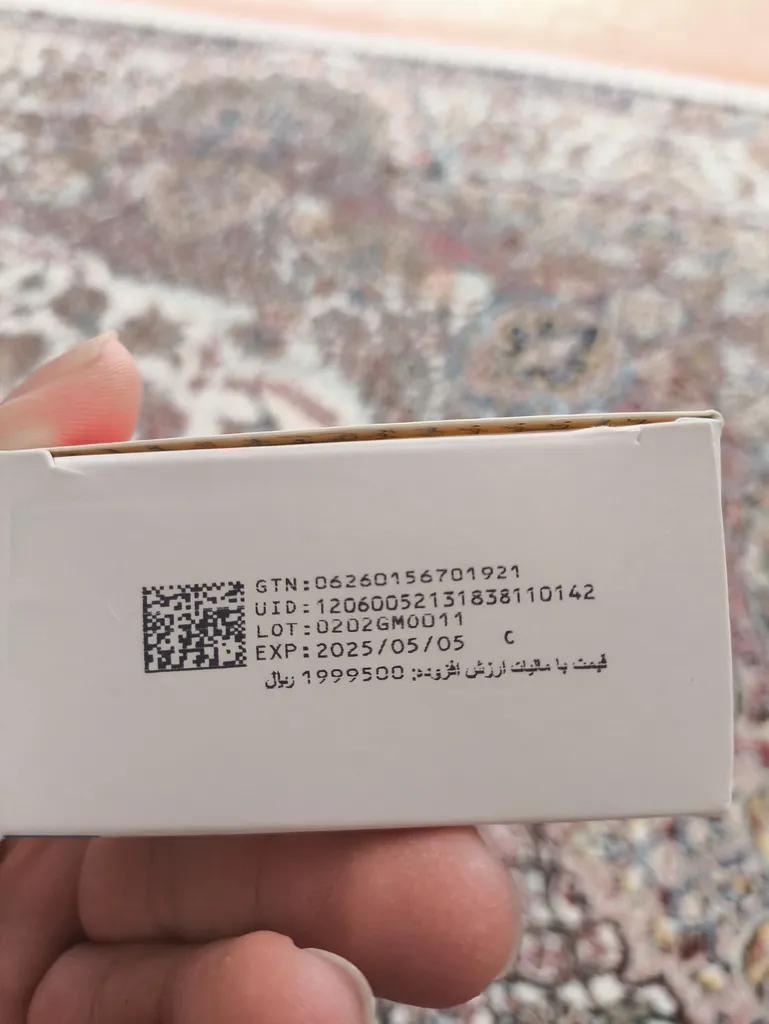 GTN:06260156701921
UID:12060052131838110142
LOT:0202GM0011
EXP:2025/05/05 C
قیمت با مالیات ارزش افزوده: 1999500 ریال